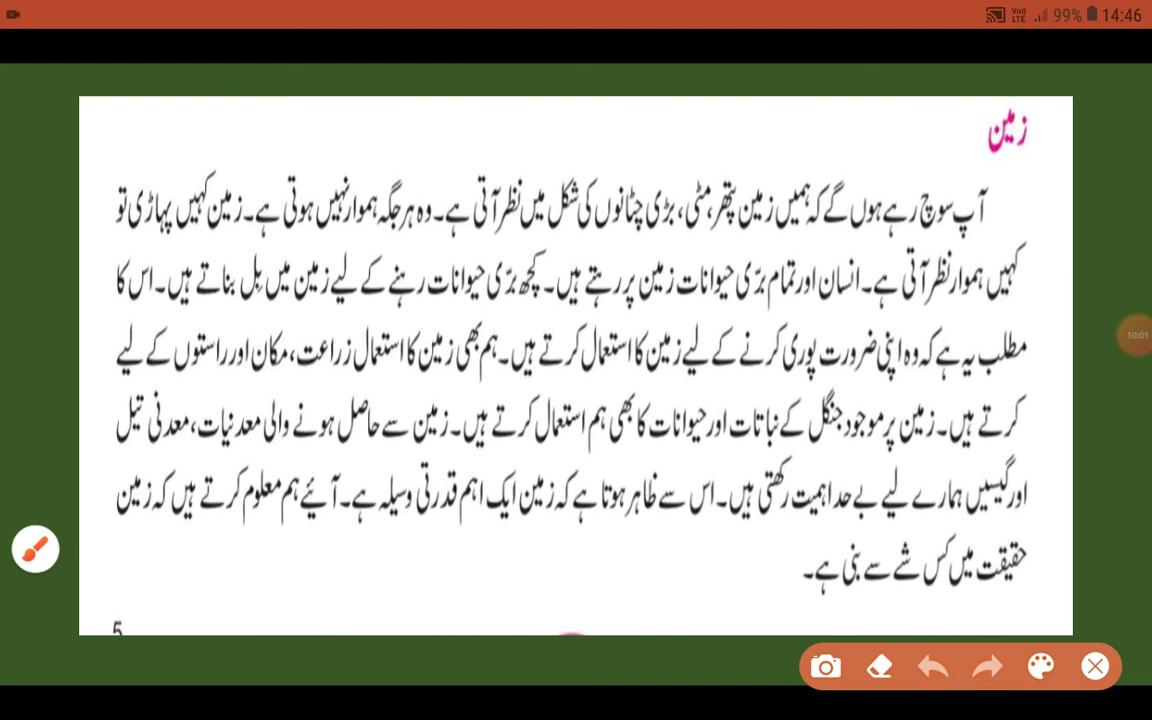 Vo) LTE 99% 14:46
زمین
آپ سوچ رہے ہوں گے کہ ہمیں زمین پتھر، مٹی، بڑی چٹانوں کی شکل میں نظر آتی ہے۔ وہ ہر جگہ ہموار نہیں ہوتی ہے۔ زمین کہیں پہاڑی تو
کہیں ہموار نظر آتی ہے۔ انسان اور تمام برّی حیوانات زمین پر رہتے ہیں۔ کچھ برّی حیوانات رہنے کے لیے زمین میں بِل بناتے ہیں۔ اس کا
مطلب یہ ہے کہ وہ اپنی ضرورت پوری کرنے کے لیے زمین کا استعمال کرتے ہیں۔ ہم بھی زمین کا استعمال زراعت، مکان اور راستوں کے لیے
کرتے ہیں۔ زمین پر موجود جنگل کے نباتات اور حیوانات کا بھی ہم استعمال کرتے ہیں۔ زمین سے حاصل ہونے والی معدنیات، معدنی تیل
اور گیسیں ہمارے لیے بے حد اہمیت رکھتی ہیں۔ اس سے ظاہر ہوتا ہے کہ زمین ایک اہم قدرتی وسیلہ ہے۔ آئیے ہم معلوم کرتے ہیں کہ زمین
حقیقت میں کس شے سے بنی ہے۔
10:01
5